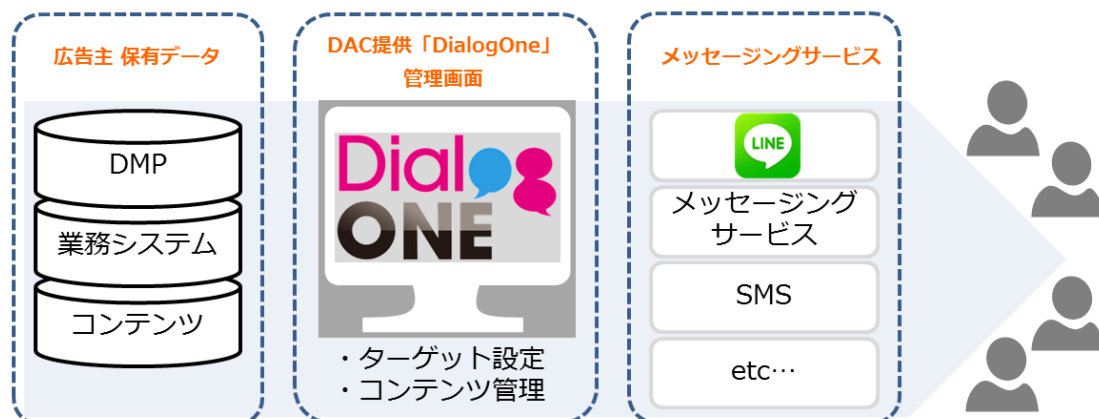 広告主 保有データ
DMP
業務システム
コンテンツ
DAC提供「DialogOne」
管理画面
Dialog
ONE
・ターゲット設定
・コンテンツ管理
メッセージングサービス
LINE
メッセージング
サービス
SMS
etc…